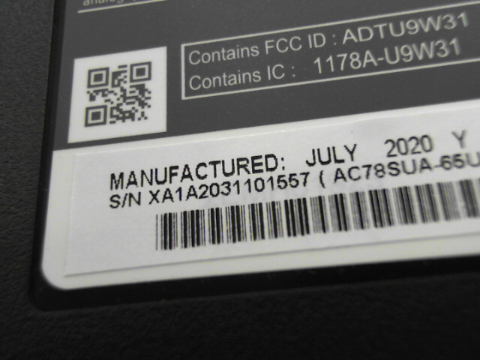 Contains FCC ID : ADTU9W31
Contains IC : 1178A-U9W31
MANUFACTURED: JULY 2020 Y
S/N XA1A2031101557 ( AC78SUA-65U